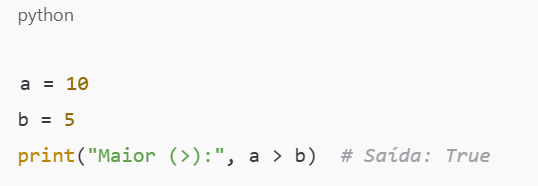 python
a = 10
b = 5
print("Maior (>):", a > b)  # Saída: True